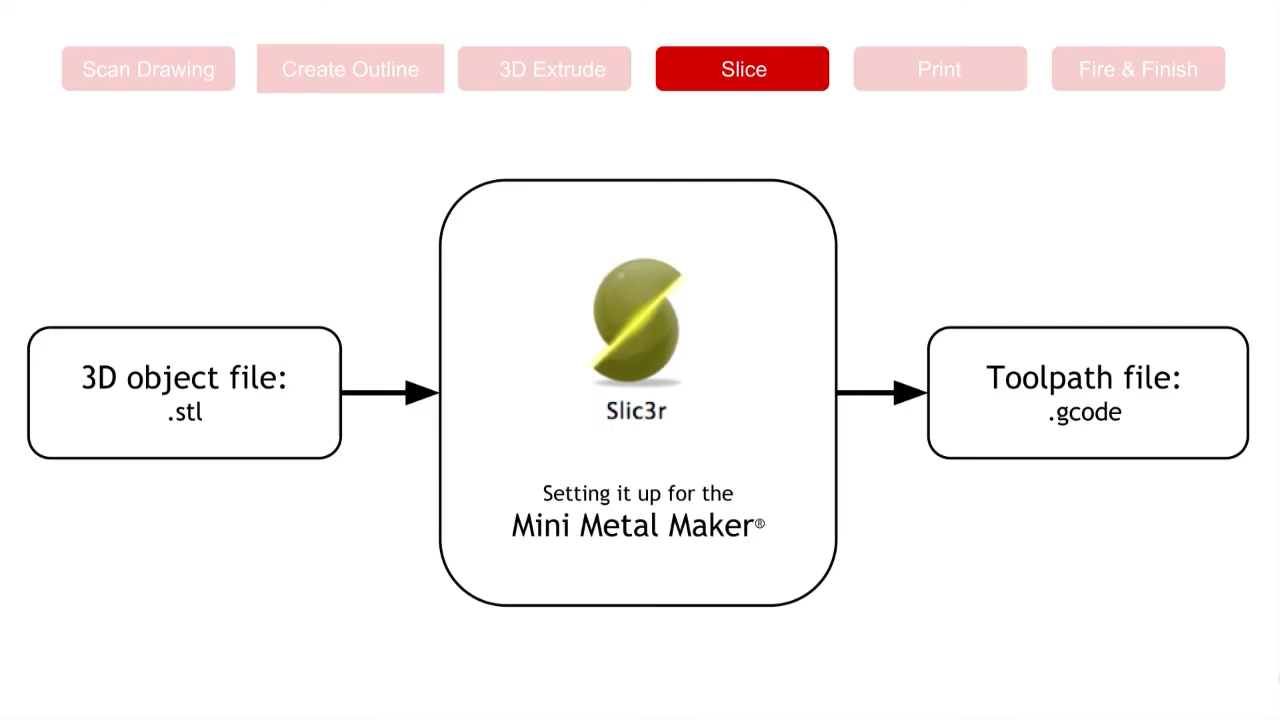 Scan Drawing
Create Outline
3D Extrude
Slice
Print
Fire & Finish
3D object file:
.stl
Slic3r
Setting it up for the
Mini Metal Maker®
Toolpath file:
.gcode